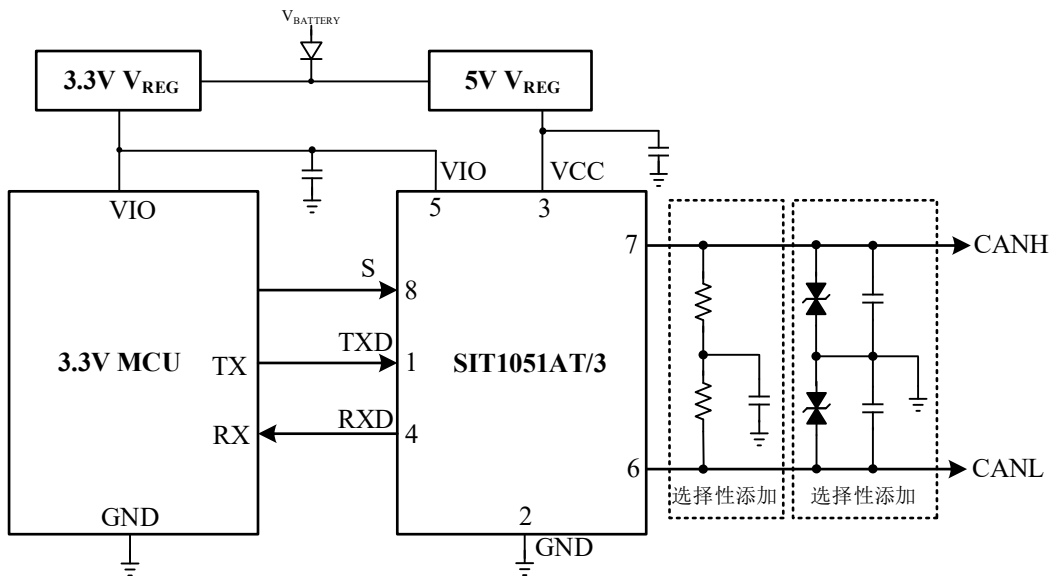 VBATTERY
3.3V VREG
5V VREG
VIO
VCC
5
3
VIO
7
CANH
S
8
3.3V MCU
TX
TXD
1
SIT1051AT/3
RX
RXD
4
6
CANL
选择性添加
选择性添加
GND
2
GND